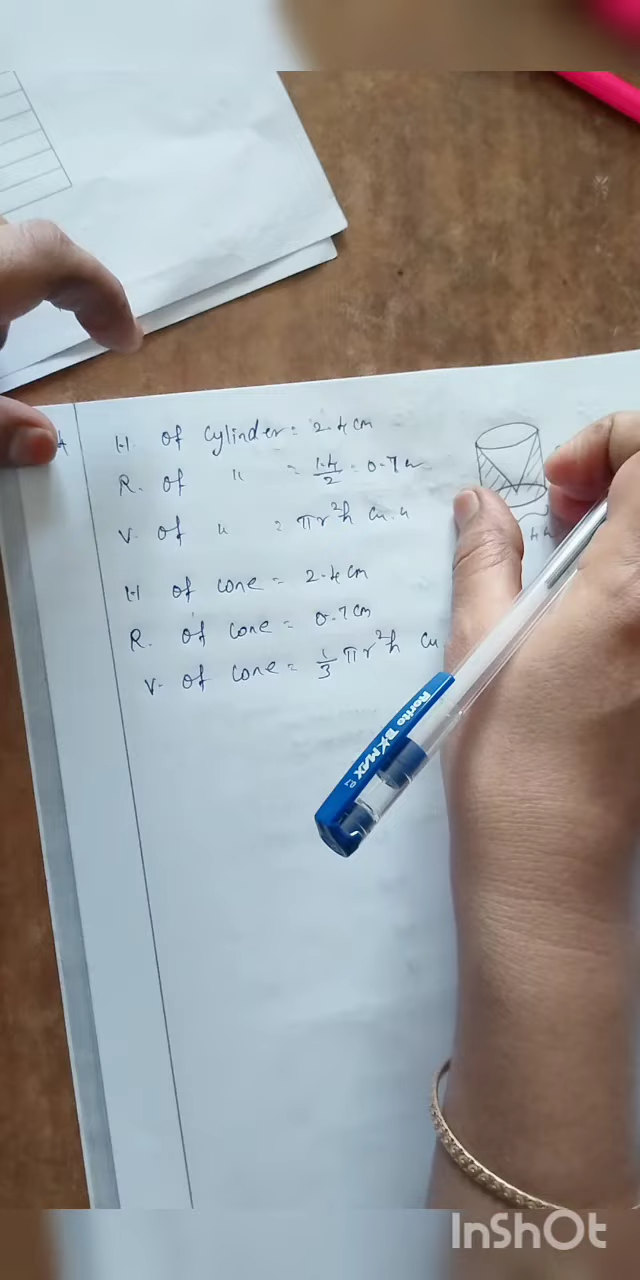 4 H. of Cylinder = 2.4 cm
R. of " = 1.4/2 = 0.7
V. of " = πr²h cu. u
H of cone = 2.4 cm
R. of cone = 0.7 cm
V. of cone = 1/3 πr²h cu
Rorito
InShOt